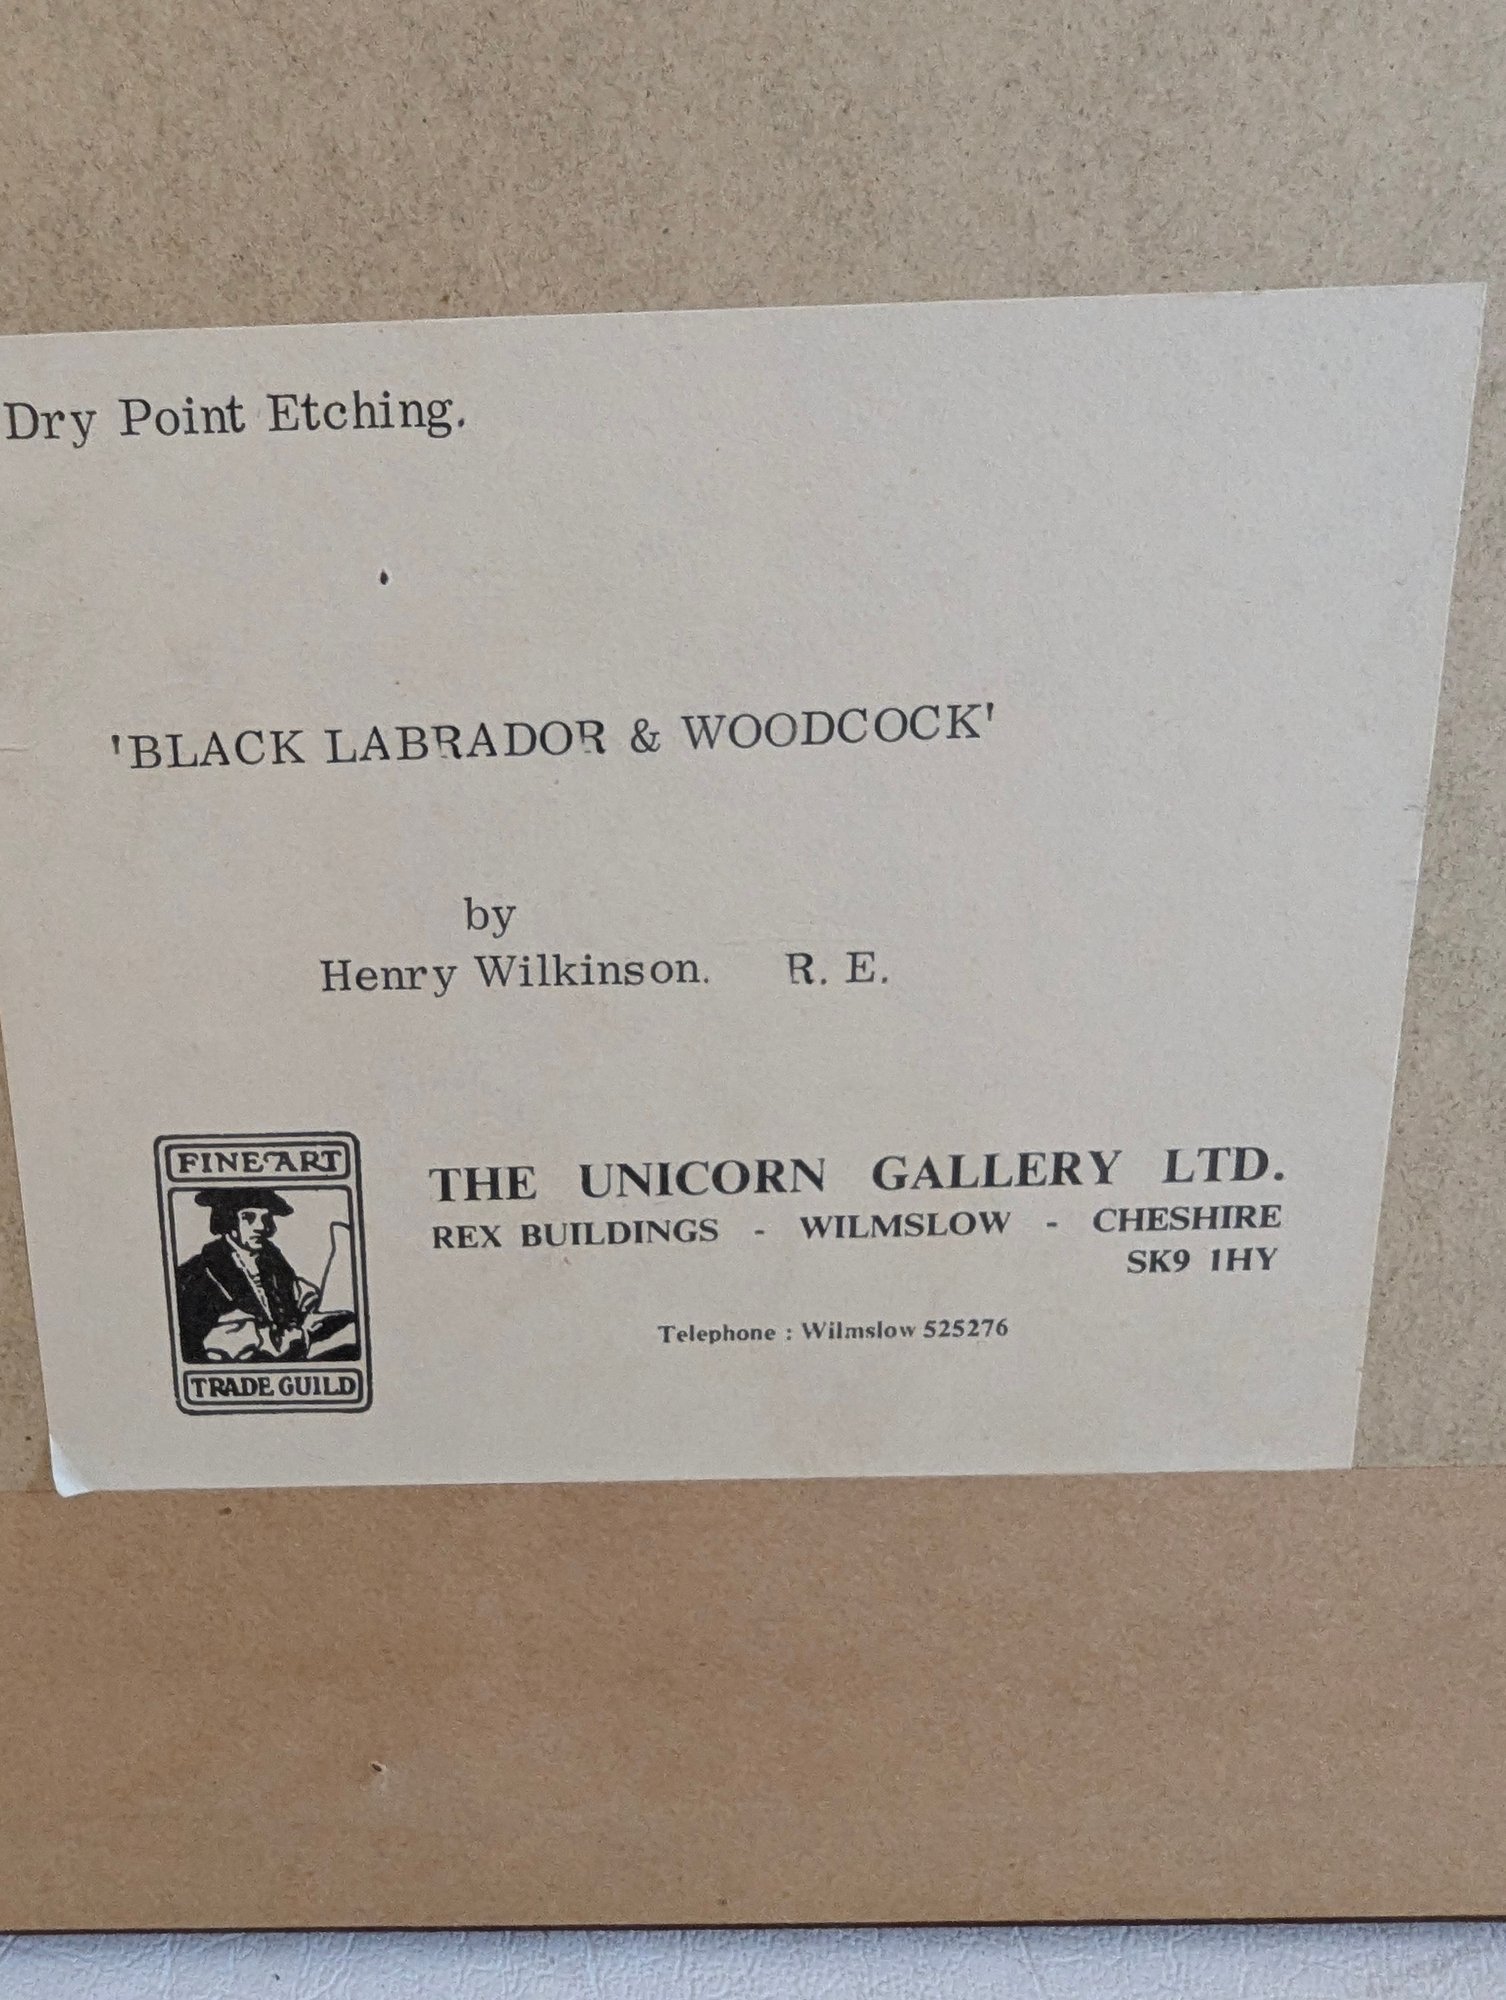 Dry Point Etching.
'BLACK LABRADOR & WOODCOCK'
by
Henry Wilkinson. R. E.
FINE ART
TRADE GUILD
THE UNICORN GALLERY LTD.
REX BUILDINGS - WILMSLOW - CHESHIRE
SK9 1HY
Telephone : Wilmslow 525276